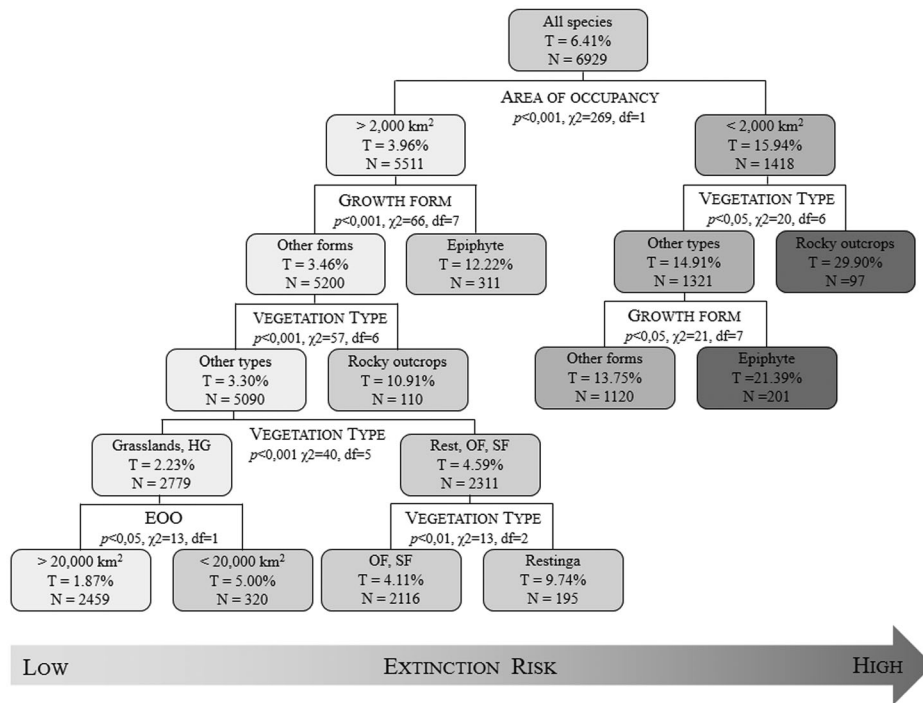 All species
T = 6.41%
N = 6929
AREA OF OCCUPANCY
p<0,001, χ2=269, df=1
> 2,000 km²
T = 3.96%
N = 5511
< 2,000 km²
T = 15.94%
N = 1418
GROWTH FORM
p<0,001, χ2=66, df=7
VEGETATION TYPE
p<0,05, χ2=20, df=6
Other forms
T = 3.46%
N = 5200
Epiphyte
T = 12.22%
N = 311
Other types
T = 14.91%
N = 1321
Rocky outcrops
T = 29.90%
N =97
VEGETATION TYPE
p<0,001, χ2=57, df=6
GROWTH FORM
p<0,05, χ2=21, df=7
Other types
T = 3.30%
N = 5090
Rocky outcrops
T = 10.91%
N = 110
Other forms
T = 13.75%
N = 1120
Epiphyte
T =21.39%
N =201
VEGETATION TYPE
p<0,001 χ2=40, df=5
Grasslands, HG
T = 2.23%
N = 2779
Rest, OF, SF
T = 4.59%
N = 2311
EOO
p<0,05, χ2=13, df=1
VEGETATION TYPE
p<0,01, χ2=13, df=2
> 20,000 km²
T = 1.87%
N = 2459
< 20,000 km²
T = 5.00%
N = 320
OF, SF
T = 4.11%
N = 2116
Restinga
T = 9.74%
N = 195
LOW EXTINCTION RISK HIGH